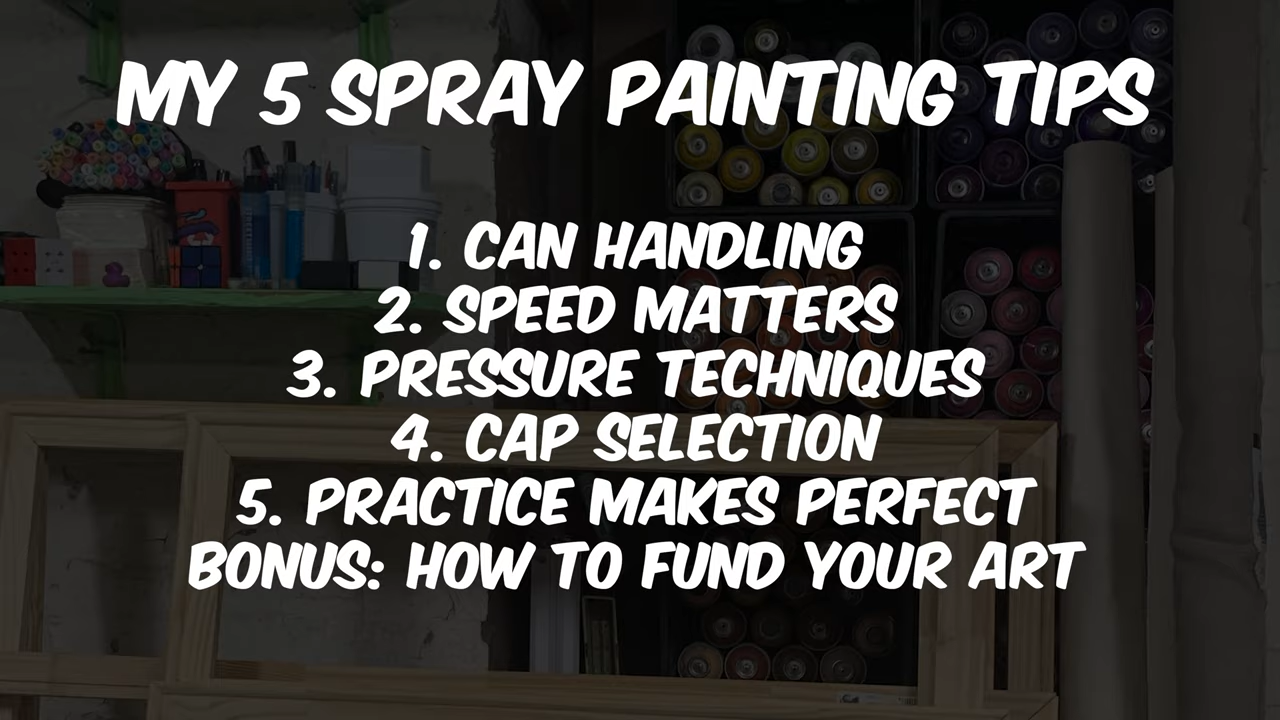 MY 5 SPRAY PAINTING TIPS
1. CAN HANDLING
2. SPEED MATTERS
3. PRESSURE TECHNIQUES
4. CAP SELECTION
5. PRACTICE MAKES PERFECT
BONUS: HOW TO FUND YOUR ART